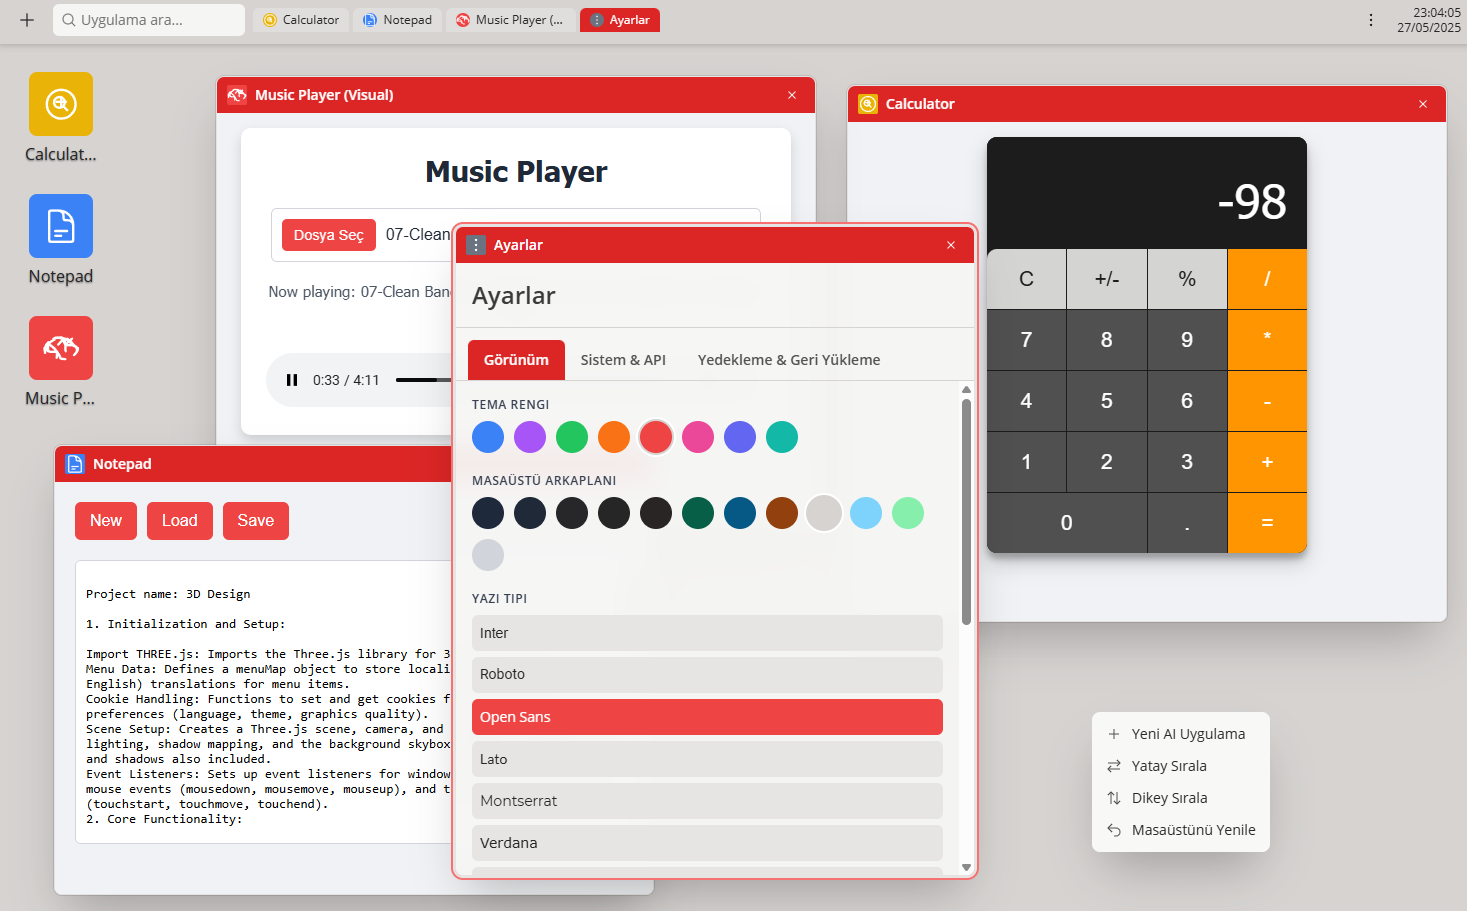 Uygulama ara...
Calculator
Notepad
Music Player (...
Ayarlar
23:04:05
27/05/2025
Calculat...
Notepad
Music P...
Music Player (Visual)
Music Player
Dosya Seç
07-Clean
Now playing: 07-Clean Ban
0:33 / 4:11
Calculator
-98
C +/- % /
7 8 9 *
4 5 6 -
1 2 3 +
0 . =
Notepad
New Load Save
Project name: 3D Design
1. Initialization and Setup:
Import THREE.js: Imports the Three.js library for 3
Menu Data: Defines a menuMap object to store locali
English) translations for menu items.
Cookie Handling: Functions to set and get cookies f
preferences (language, theme, graphics quality).
Scene Setup: Creates a Three.js scene, camera, and
lighting, shadow mapping, and the background skybox
and shadows also included.
Event Listeners: Sets up event listeners for window
mouse events (mousedown, mousemove, mouseup), and t
(touchstart, touchmove, touchend).
2. Core Functionality:
Ayarlar
Ayarlar
Görünüm
Sistem & API
Yedekleme & Geri Yükleme
TEMA RENGI
MASAÜSTÜ ARKAPLANI
YAZI TIPI
Inter
Roboto
Open Sans
Lato
Montserrat
Verdana
Yeni AI Uygulama
Yatay Sırala
Dikey Sırala
Masaüstünü Yenile